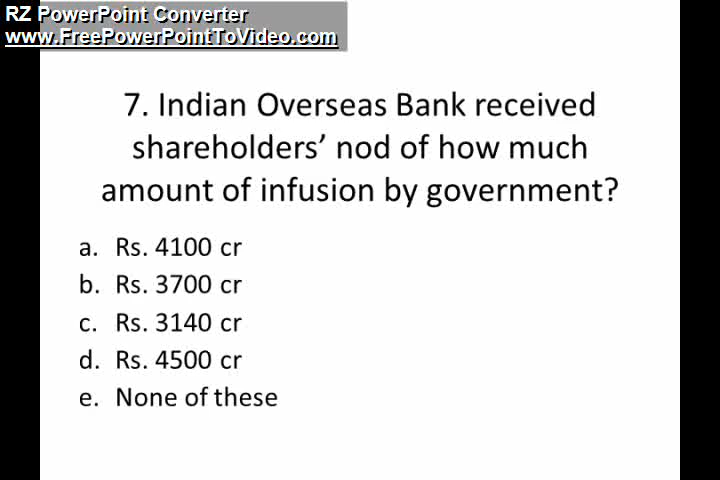 RZ PowerPoint Converter
www.FreePowerPointToVideo.com
7. Indian Overseas Bank received
shareholders’ nod of how much
amount of infusion by government?
a. Rs. 4100 cr
b. Rs. 3700 cr
c. Rs. 3140 cr
d. Rs. 4500 cr
e. None of these